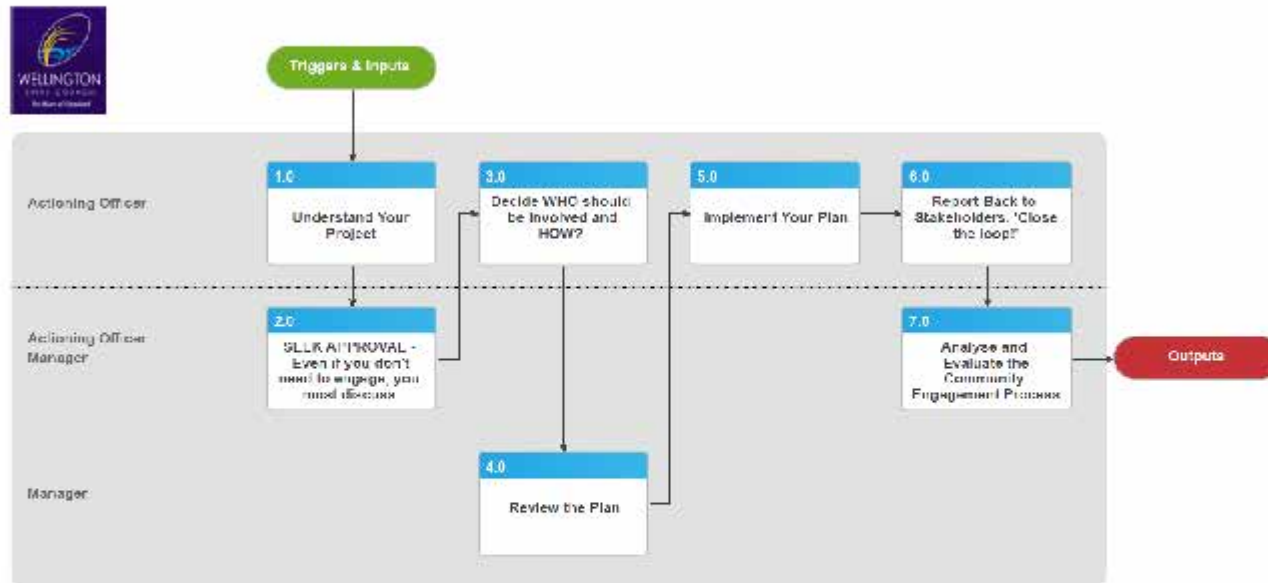 WELLINGTON
SHIRE COUNCIL
Triggers & Inputs
Actioning Officer
1.0
Understand Your
Project
3.0
Decide WHO should
be Involved and
HOW?
5.0
Implement Your Plan
6.0
Report Back to
Stakeholders. 'Close
the loop!'
Actioning Officer
Manager
2.0
SEEK APPROVAL -
Even if you don't
need to engage, you
must discuss
7.0
Analyse and
Evaluate the
Community
Engagement Process
Outputs
Manager
4.0
Review the Plan